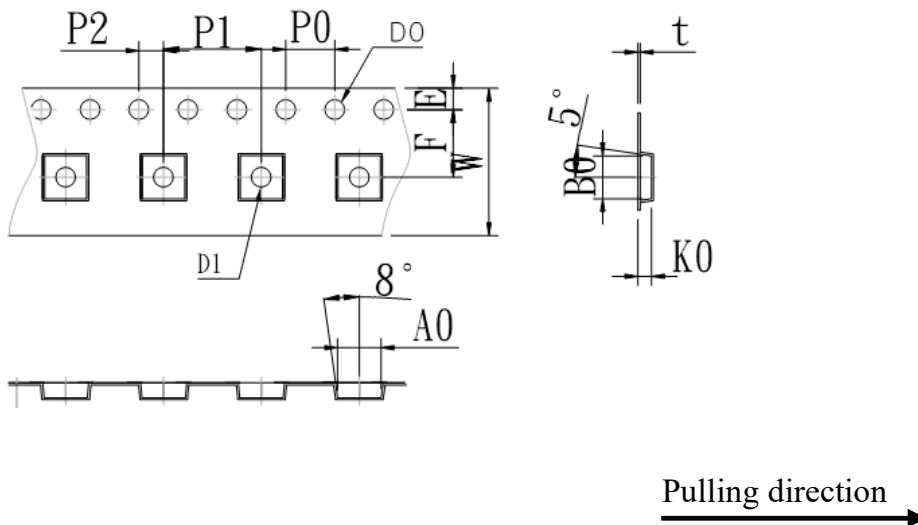 P2
P1
P0
D0
t
E
F
W
5°
B0
K0
D1
8°
A0
Pulling direction